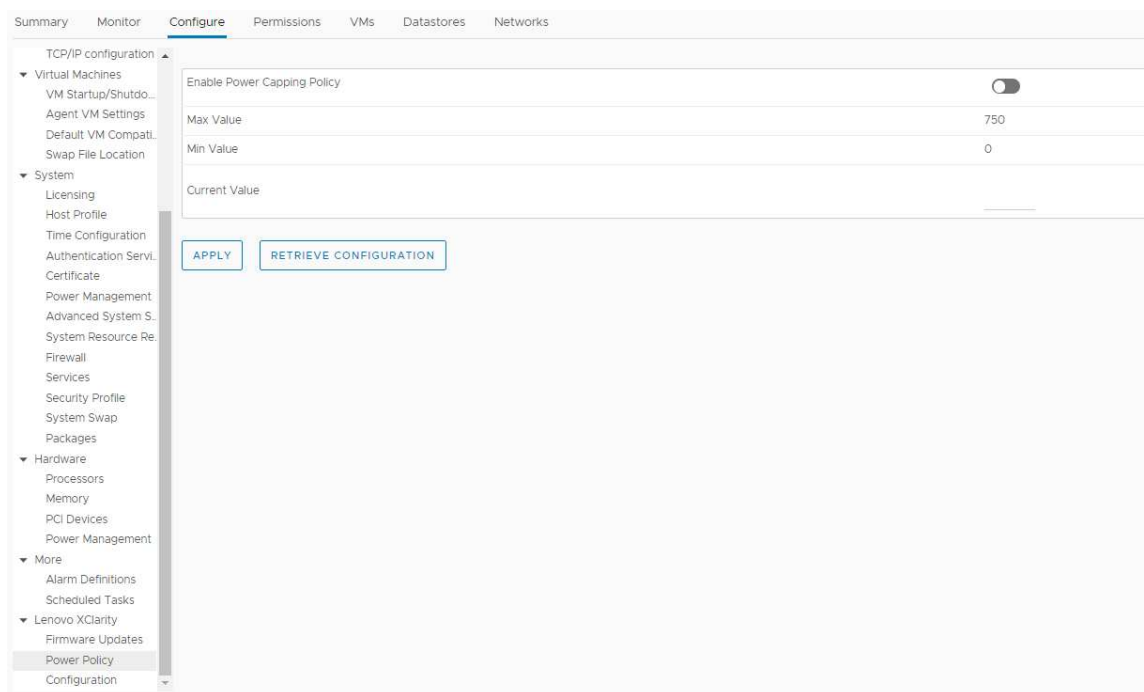 Summary Monitor Configure Permissions VMs Datastores Networks
TCP/IP configuration
Virtual Machines
VM Startup/Shutdo...
Agent VM Settings
Default VM Compati..
Swap File Location
System
Licensing
Host Profile
Time Configuration
Authentication Servi..
Certificate
Power Management
Advanced System S..
System Resource Re.
Firewall
Services
Security Profile
System Swap
Packages
Hardware
Processors
Memory
PCI Devices
Power Management
More
Alarm Definitions
Scheduled Tasks
Lenovo XClarity
Firmware Updates
Power Policy
Configuration
Enable Power Capping Policy
Max Value 750
Min Value 0
Current Value
APPLY RETRIEVE CONFIGURATION